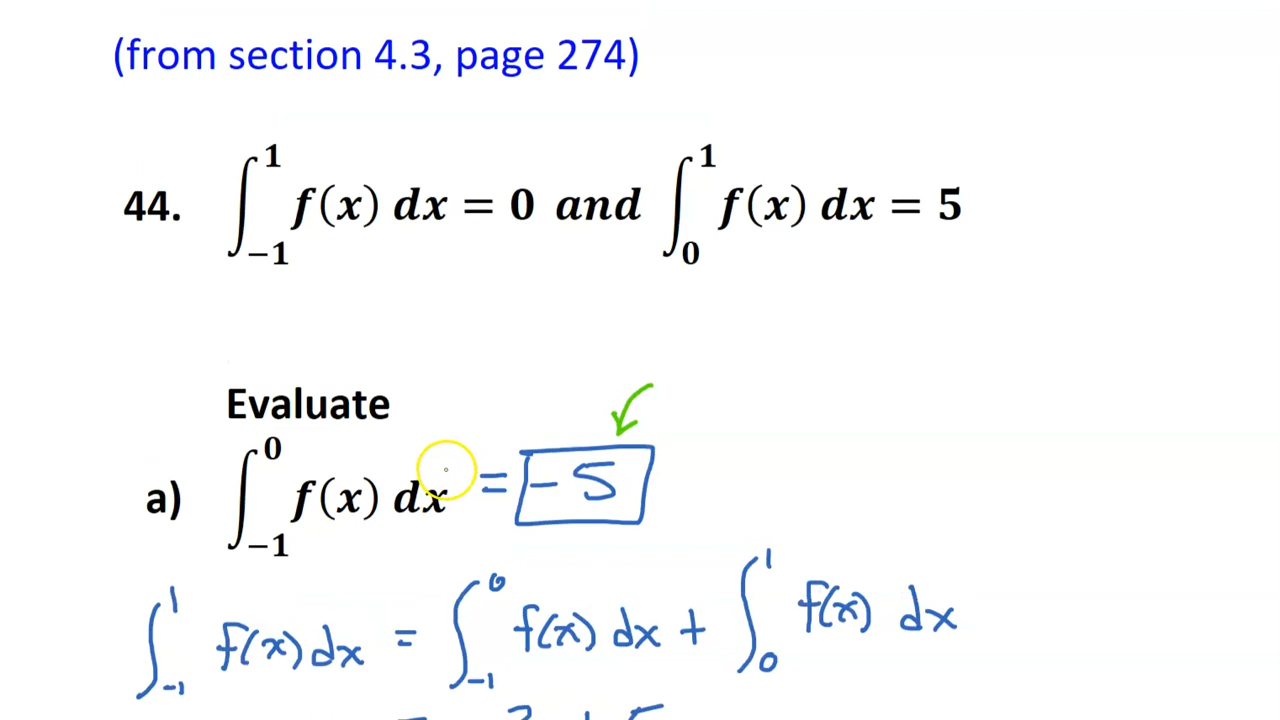 (from section 4.3, page 274)
44. ∫_{-1}^{1} f(x) dx = 0 and ∫_{0}^{1} f(x) dx = 5
Evaluate
a) ∫_{-1}^{0} f(x) dx = -5
∫_{-1}^{1} f(x) dx = ∫_{-1}^{0} f(x) dx + ∫_{0}^{1} f(x) dx